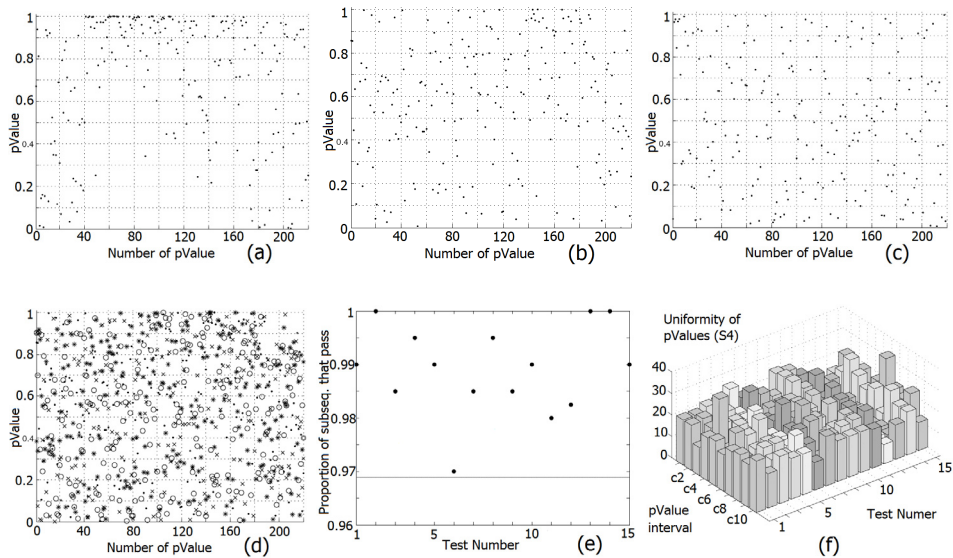 1
0.8
0.6
0.4
0.2
0
pValue
0 40 80 120 160 200
Number of pValue
(a)
1
0.8
0.6
0.4
0.2
0
pValue
0 40 80 120 160 200
Number of pValue
(b)
1
0.8
0.6
0.4
0.2
0
pValue
0 40 80 120 160 200
Number of pValue
(c)
1
0.8
0.6
0.4
0.2
0
pValue
0 40 80 120 160 200
Number of pValue
(d)
1
0.99
0.98
0.97
0.96
Proportion of subseq. that pass
1 5 10 15
Test Number
(e)
Uniformity of
pValues (S4)
40
30
20
10
0
c2
c4
c6
c8
c10
pValue
interval
1
5
10
15
Test Numer
(f)